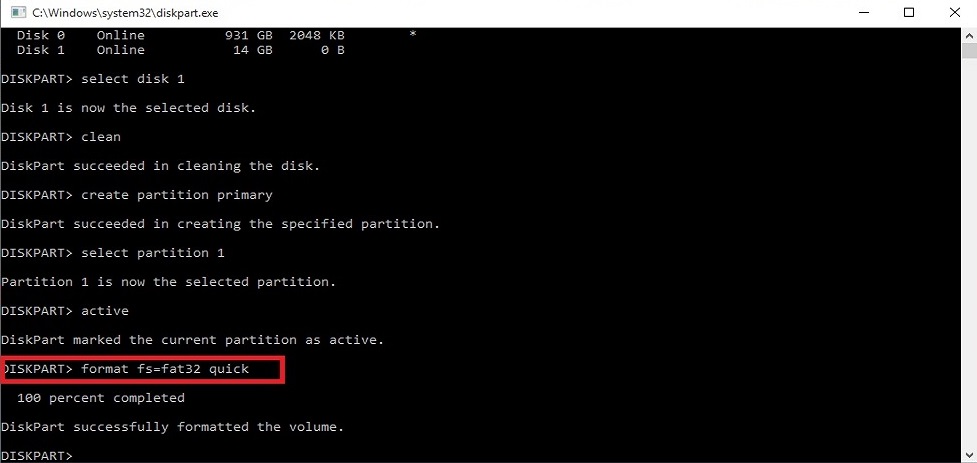 C:\Windows\system32\diskpart.exe
Disk 0    Online    931 GB  2048 KB    *
Disk 1    Online    14 GB    0 B
DISKPART> select disk 1
Disk 1 is now the selected disk.
DISKPART> clean
DiskPart succeeded in cleaning the disk.
DISKPART> create partition primary
DiskPart succeeded in creating the specified partition.
DISKPART> select partition 1
Partition 1 is now the selected partition.
DISKPART> active
DiskPart marked the current partition as active.
DISKPART> format fs=fat32 quick
100 percent completed
DiskPart successfully formatted the volume.
DISKPART>